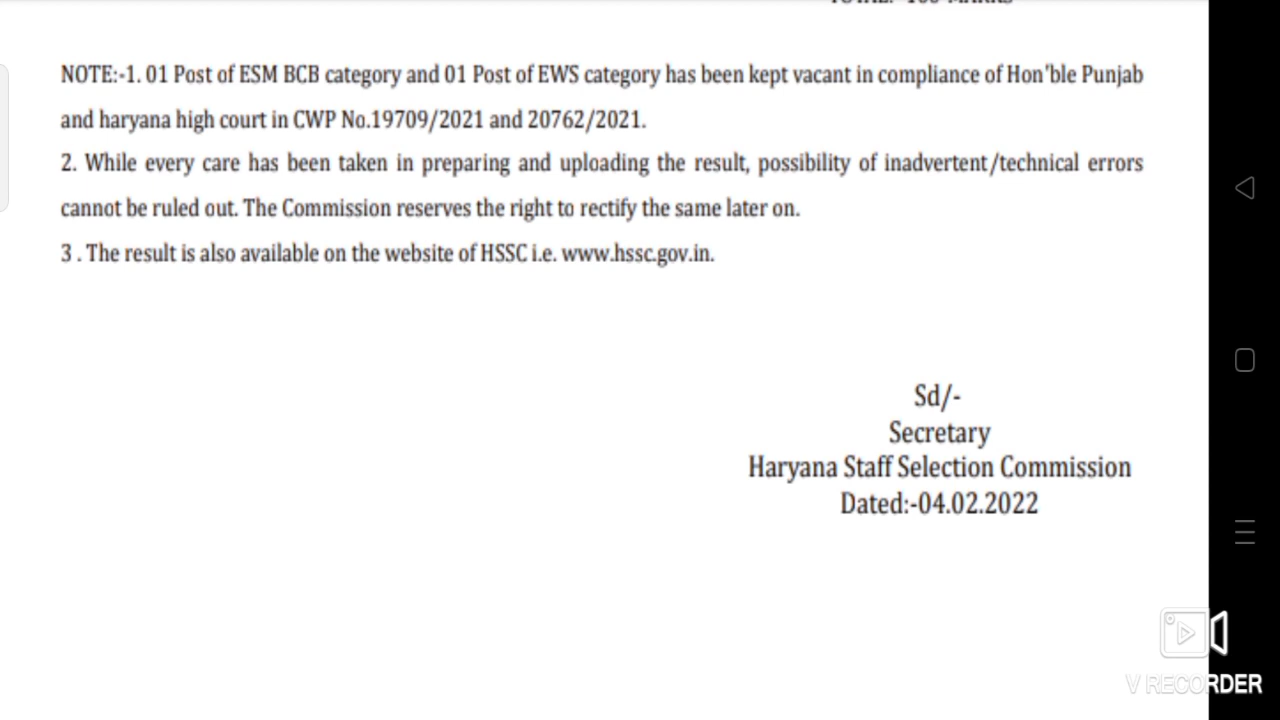 NOTE:-1. 01 Post of ESM BCB category and 01 Post of EWS category has been kept vacant in compliance of Hon'ble Punjab
and haryana high court in CWP No.19709/2021 and 20762/2021.
2. While every care has been taken in preparing and uploading the result, possibility of inadvertent/technical errors
cannot be ruled out. The Commission reserves the right to rectify the same later on.
3 . The result is also available on the website of HSSC i.e. www.hssc.gov.in.
Sd/-
Secretary
Haryana Staff Selection Commission
Dated:-04.02.2022
V RECORDER